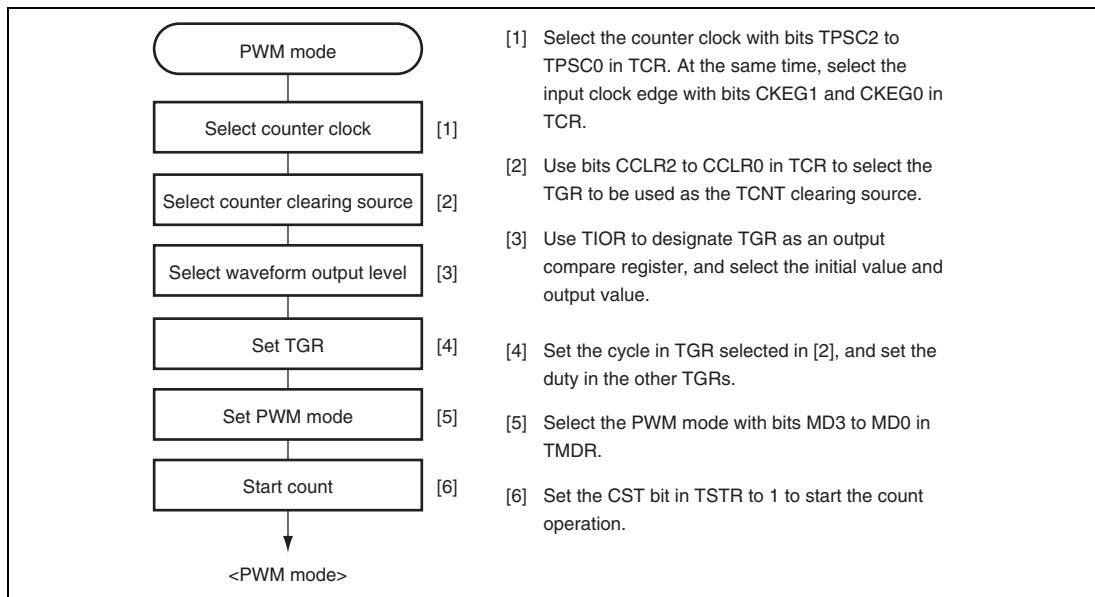 PWM mode
Select counter clock [1]
Select counter clearing source [2]
Select waveform output level [3]
Set TGR [4]
Set PWM mode [5]
Start count [6]
<PWM mode>
[1] Select the counter clock with bits TPSC2 to
TPSC0 in TCR. At the same time, select the
input clock edge with bits CKEG1 and CKEG0 in
TCR.
[2] Use bits CCLR2 to CCLR0 in TCR to select the
TGR to be used as the TCNT clearing source.
[3] Use TIOR to designate TGR as an output
compare register, and select the initial value and
output value.
[4] Set the cycle in TGR selected in [2], and set the
duty in the other TGRs.
[5] Select the PWM mode with bits MD3 to MD0 in
TMDR.
[6] Set the CST bit in TSTR to 1 to start the count
operation.